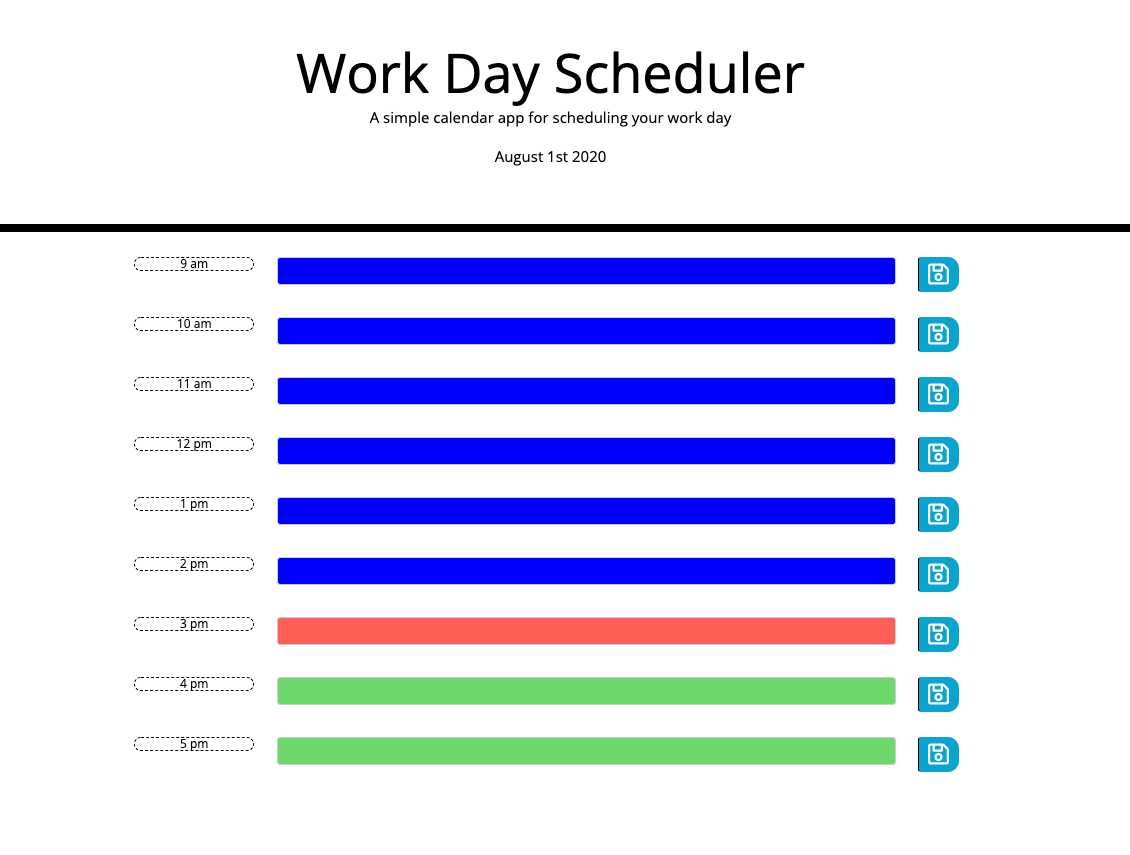 Work Day Scheduler
A simple calendar app for scheduling your work day
August 1st 2020
9 am
10 am
11 am
12 pm
1 pm
2 pm
3 pm
4 pm
5 pm